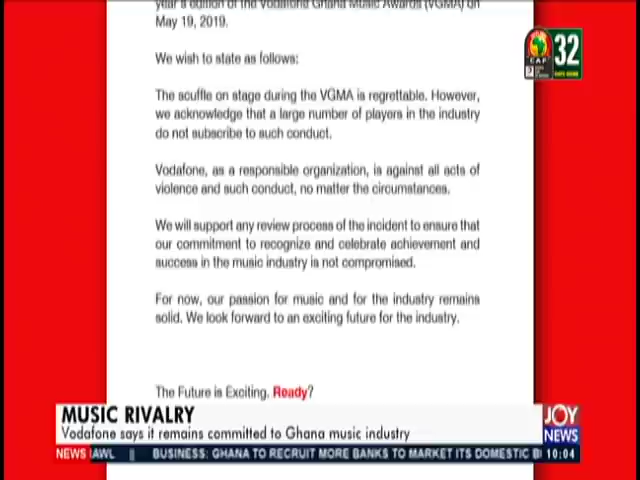 year's edition of the Vodafone Ghana Music Awards (VGMA) on
May 19, 2019.
We wish to state as follows:
The scuffle on stage during the VGMA is regrettable. However,
we acknowledge that a large number of players in the industry
do not subscribe to such conduct.
Vodafone, as a responsible organization, is against all acts of
violence and such conduct, no matter the circumstances.
We will support any review process of the incident to ensure that
our commitment to recognize and celebrate achievement and
success in the music industry is not compromised.
For now, our passion for music and for the industry remains
solid. We look forward to an exciting future for the industry.
The Future is Exciting. Ready?
CAF
32
DAYS MORE
MUSIC RIVALRY
Vodafone says it remains committed to Ghana music industry
JOY
NEWS
NEWS
AWL || BUSINESS: GHANA TO RECRUIT MORE BANKS TO MARKET ITS DOMESTIC B
10:04